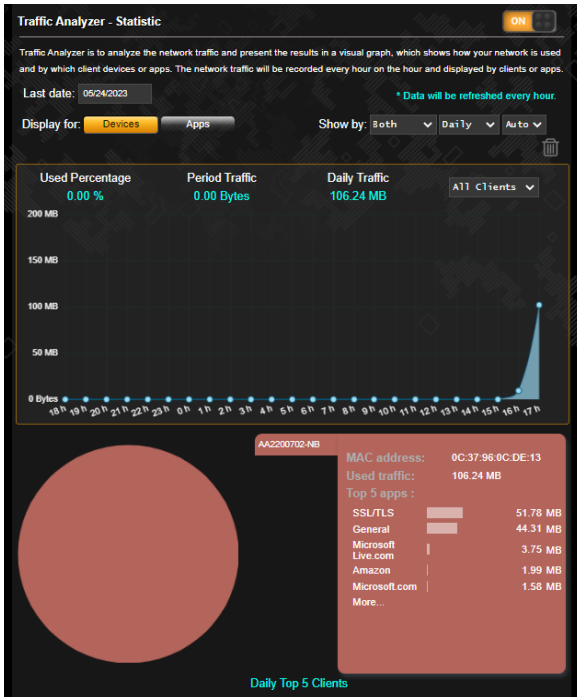 Traffic Analyzer - Statistic
ON
Traffic Analyzer is to analyze the network traffic and present the results in a visual graph, which shows how your network is used
and by which client devices or apps. The network traffic will be recorded every hour on the hour and displayed by clients or apps.
Last date: 05/24/2023
* Data will be refreshed every hour.
Display for: Devices Apps
Show by: Both Daily Auto
Used Percentage Period Traffic Daily Traffic
All Clients
0.00 % 0.00 Bytes 106.24 MB
200 MB
150 MB
100 MB
50 MB
0 Bytes
18 h 19 h 20 h 21 h 22 h 23 h 0 h 1 h 2 h 3 h 4 h 5 h 6 h 7 h 8 h 9 h 10 h 11 h 12 h 13 h 14 h 15 h 16 h 17 h
AA2200702-NB
MAC address: 0C:37:96:0C:DE:13
Used traffic: 106.24 MB
Top 5 apps :
SSL/TLS 51.78 MB
General 44.31 MB
Microsoft
Live.com 3.75 MB
Amazon 1.99 MB
Microsoft.com 1.58 MB
More...
Daily Top 5 Clients